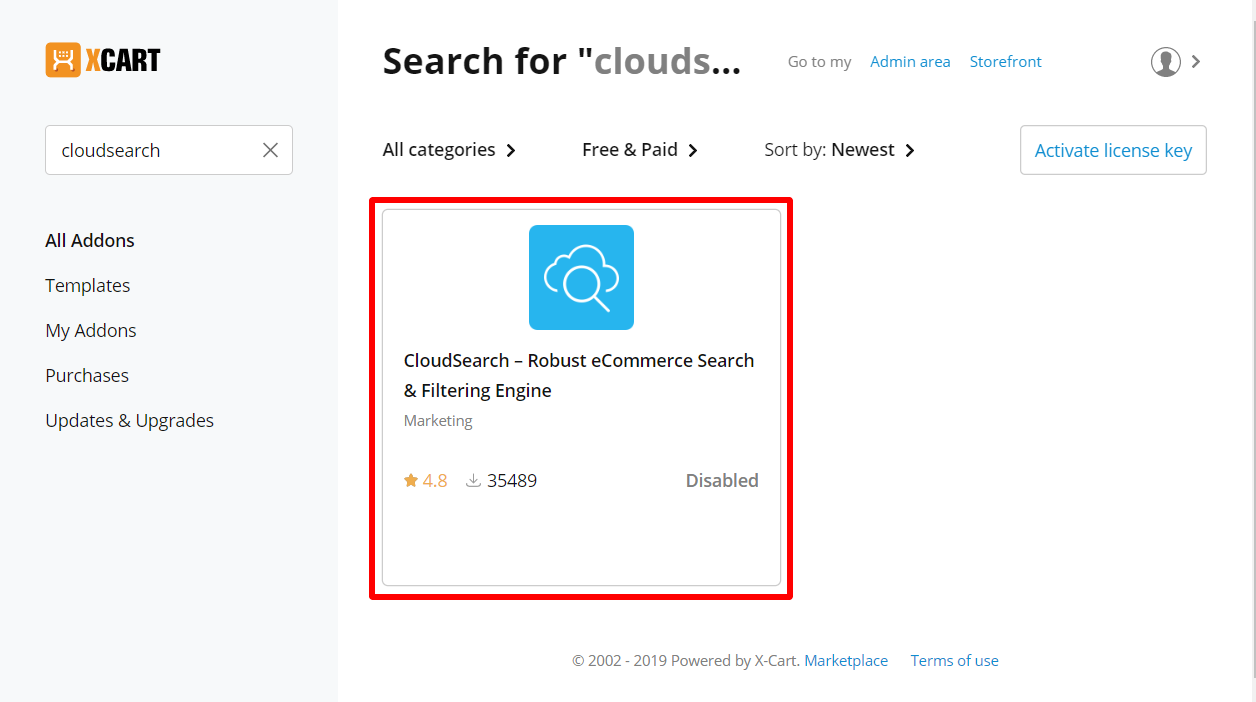 XCART
Search for "clouds...
Go to my Admin area Storefront
cloudsearch
All categories Free & Paid Sort by: Newest Activate license key
All Addons
Templates
My Addons
Purchases
Updates & Upgrades
CloudSearch – Robust eCommerce Search
& Filtering Engine
Marketing
4.8 35489 Disabled
© 2002 - 2019 Powered by X-Cart. Marketplace Terms of use